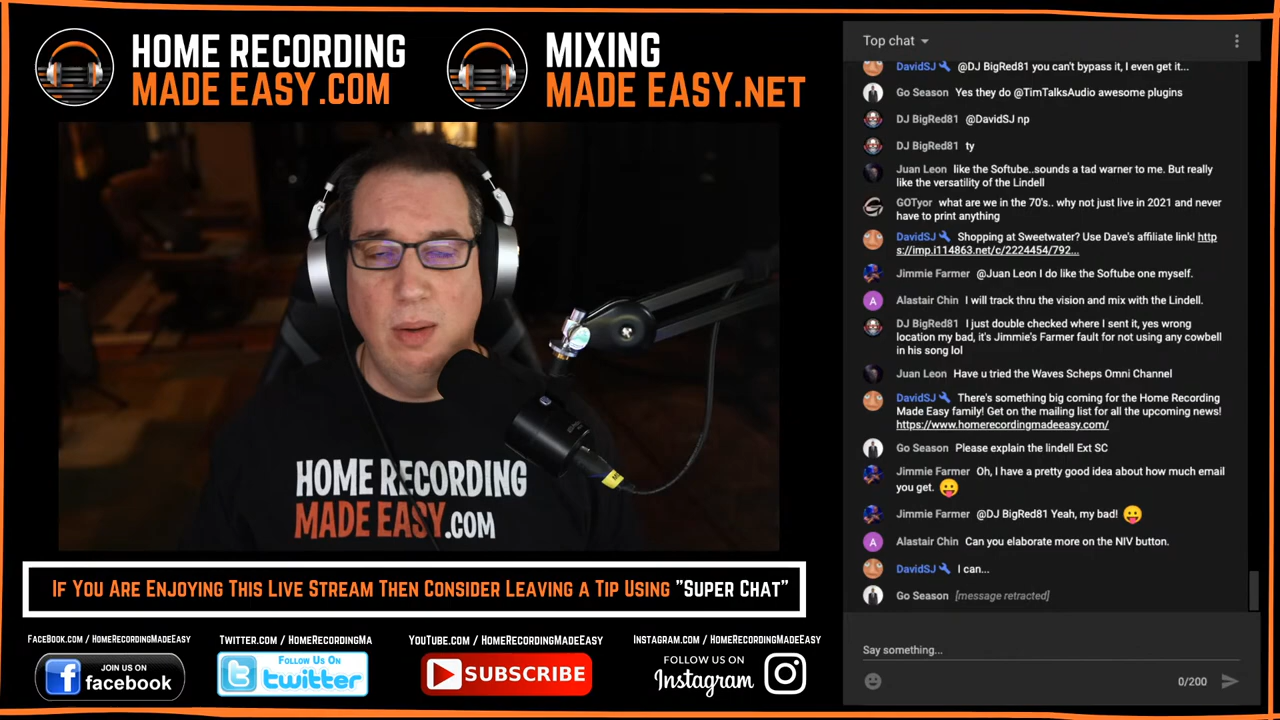 HOME RECORDING
MADE EASY.COM
MIXING
MADE EASY.NET
HOME RECORDING
MADE EASY.COM
IF YOU ARE ENJOYING THIS LIVE STREAM THEN CONSIDER LEAVING A TIP USING "SUPER CHAT"
FACEBOOK.COM / HOMERECORDINGMADEEASY
TWITTER.COM / HOMERECORDINGMA
YOUTUBE.COM / HOMERECORDINGMADEEASY
INSTAGRAM.COM / HOMERECORDINGMADEEASY
JOIN US ON
facebook
FOLLOW US ON
twitter
SUBSCRIBE
FOLLOW US ON
Instagram
Top chat
DavidSJ @DJ BigRed81 you can't bypass it, I even get it...
Go Season Yes they do @TimTalksAudio awesome plugins
DJ BigRed81 @DavidSJ np
DJ BigRed81 ty
Juan Leon like the Softube..sounds a tad warner to me. But really
like the versatility of the Lindell
GOTyor what are we in the 70's.. why not just live in 2021 and never
have to print anything
DavidSJ Shopping at Sweetwater? Use Dave's affiliate link! http
s://imp.i114863.net/c/2224454/792...
Jimmie Farmer @Juan Leon I do like the Softube one myself.
A Alastair Chin I will track thru the vision and mix with the Lindell.
DJ BigRed81 I just double checked where I sent it, yes wrong
location my bad, it's Jimmie's Farmer fault for not using any cowbell
in his song lol
Juan Leon Have u tried the Waves Scheps Omni Channel
DavidSJ There's something big coming for the Home Recording
Made Easy family! Get on the mailing list for all the upcoming news!
https://www.homerecordingmadeeasy.com/
Go Season Please explain the lindell Ext SC
Jimmie Farmer Oh, I have a pretty good idea about how much email
you get. 😛
Jimmie Farmer @DJ BigRed81 Yeah, my bad! 😛
A Alastair Chin Can you elaborate more on the NIV button.
DavidSJ I can...
Go Season [message retracted]
Say something...
0/200